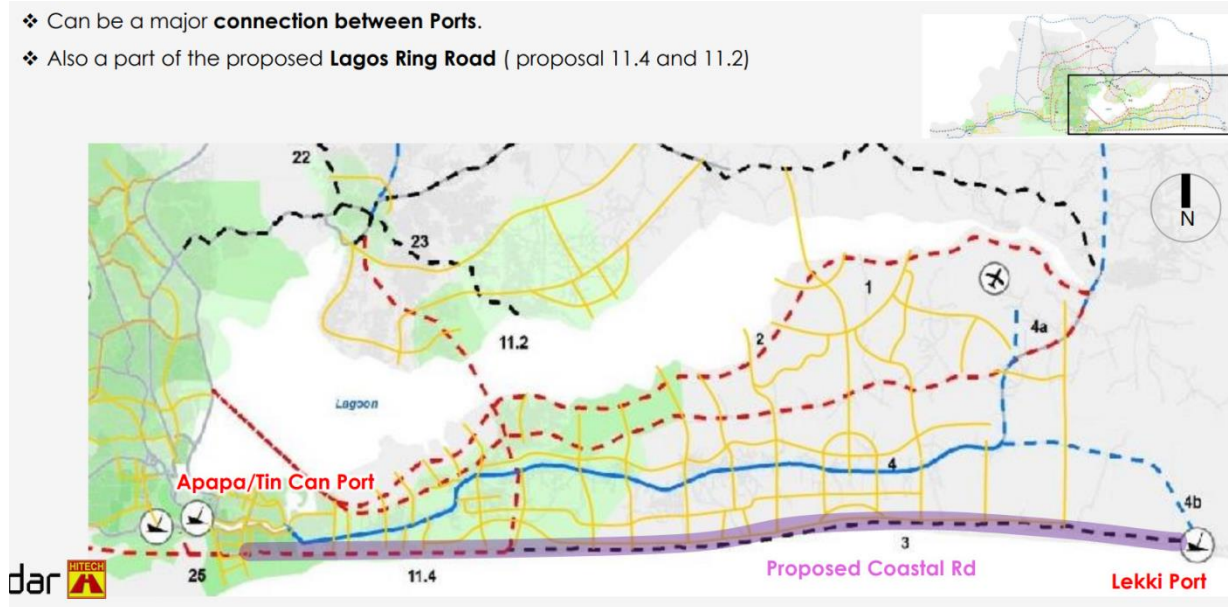 ❖ Can be a major connection between Ports.
❖ Also a part of the proposed Lagos Ring Road ( proposal 11.4 and 11.2)
N
22
23
1
11.2
2
4a
Lagoon
4
Apapa/Tin Can Port
4b
3
25
11.4
Proposed Coastal Rd
Lekki Port
dar
HITECH